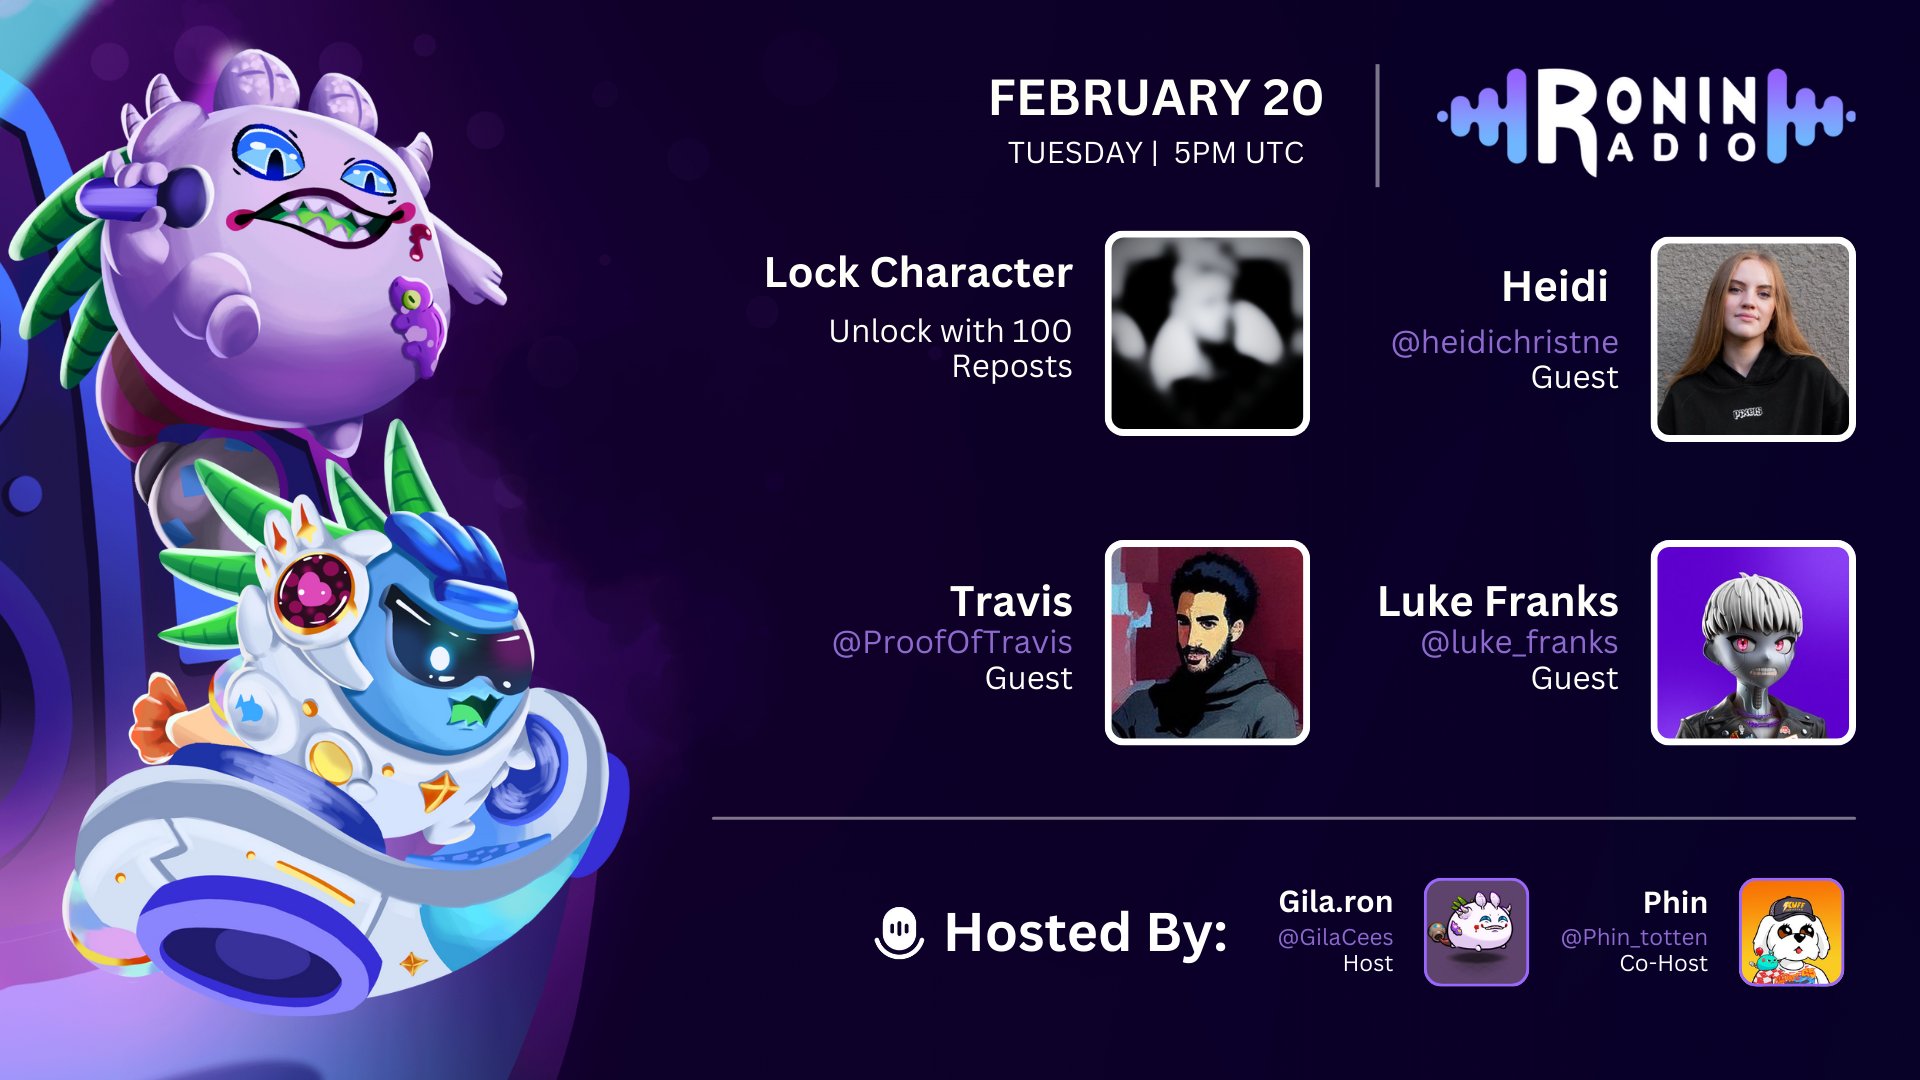 FEBRUARY 20
TUESDAY | 5PM UTC
RONIN
RADIO
Lock Character
Unlock with 100
Reposts
Heidi
@heidichristne
Guest
pixels
Travis
@ProofOfTravis
Guest
Luke Franks
@luke_franks
Guest
Hosted By:
Gila.ron
@GilaCees
Host
Phin
@Phin_totten
Co-Host